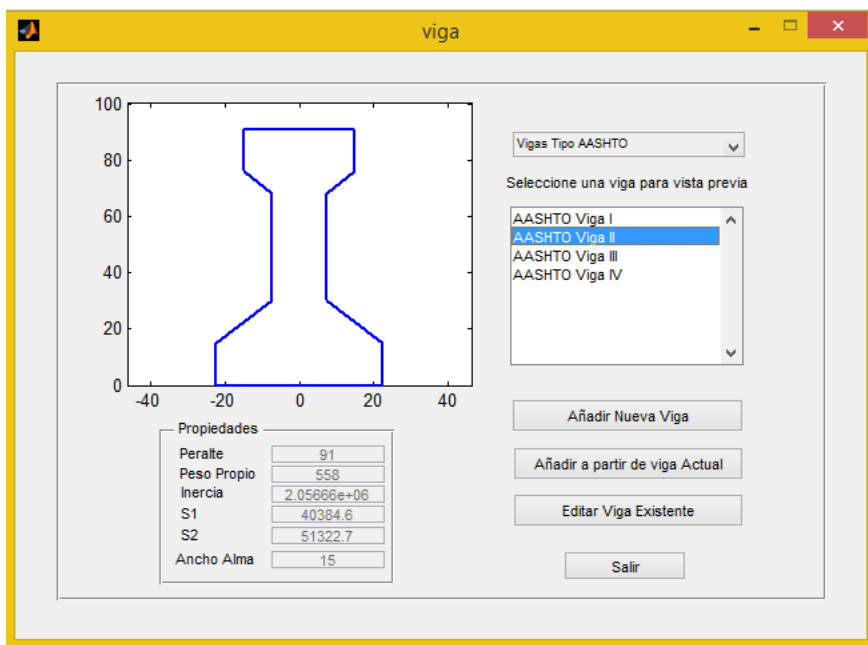 viga
100
80
60
40
20
0
-40 -20 0 20 40
Vigas Tipo AASHTO
Seleccione una viga para vista previa
AASHTO Viga I
AASHTO Viga II
AASHTO Viga III
AASHTO Viga IV
Propiedades
Peralte 91
Peso Propio 558
Inercia 2.05666e+06
S1 40384.6
S2 51322.7
Ancho Alma 15
Añadir Nueva Viga
Añadir a partir de viga Actual
Editar Viga Existente
Salir